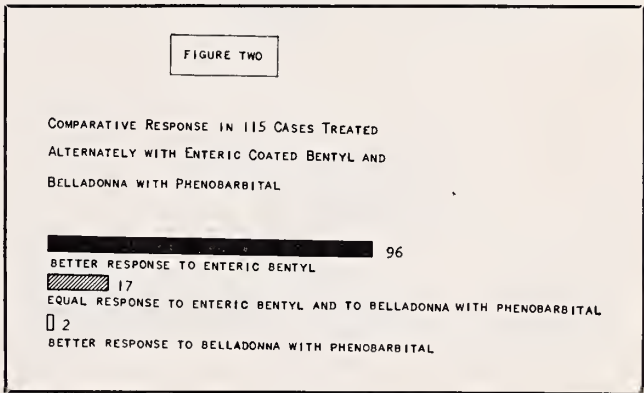 FIGURE TWO
COMPARATIVE RESPONSE IN 115 CASES TREATED
ALTERNATELY WITH ENTERIC COATED BENTYL AND
BELLADONNA WITH PHENOBARBITAL
96
BETTER RESPONSE TO ENTERIC BENTYL
17
EQUAL RESPONSE TO ENTERIC BENTYL AND TO BELLADONNA WITH PHENOBARBITAL
2
BETTER RESPONSE TO BELLADONNA WITH PHENOBARBITAL